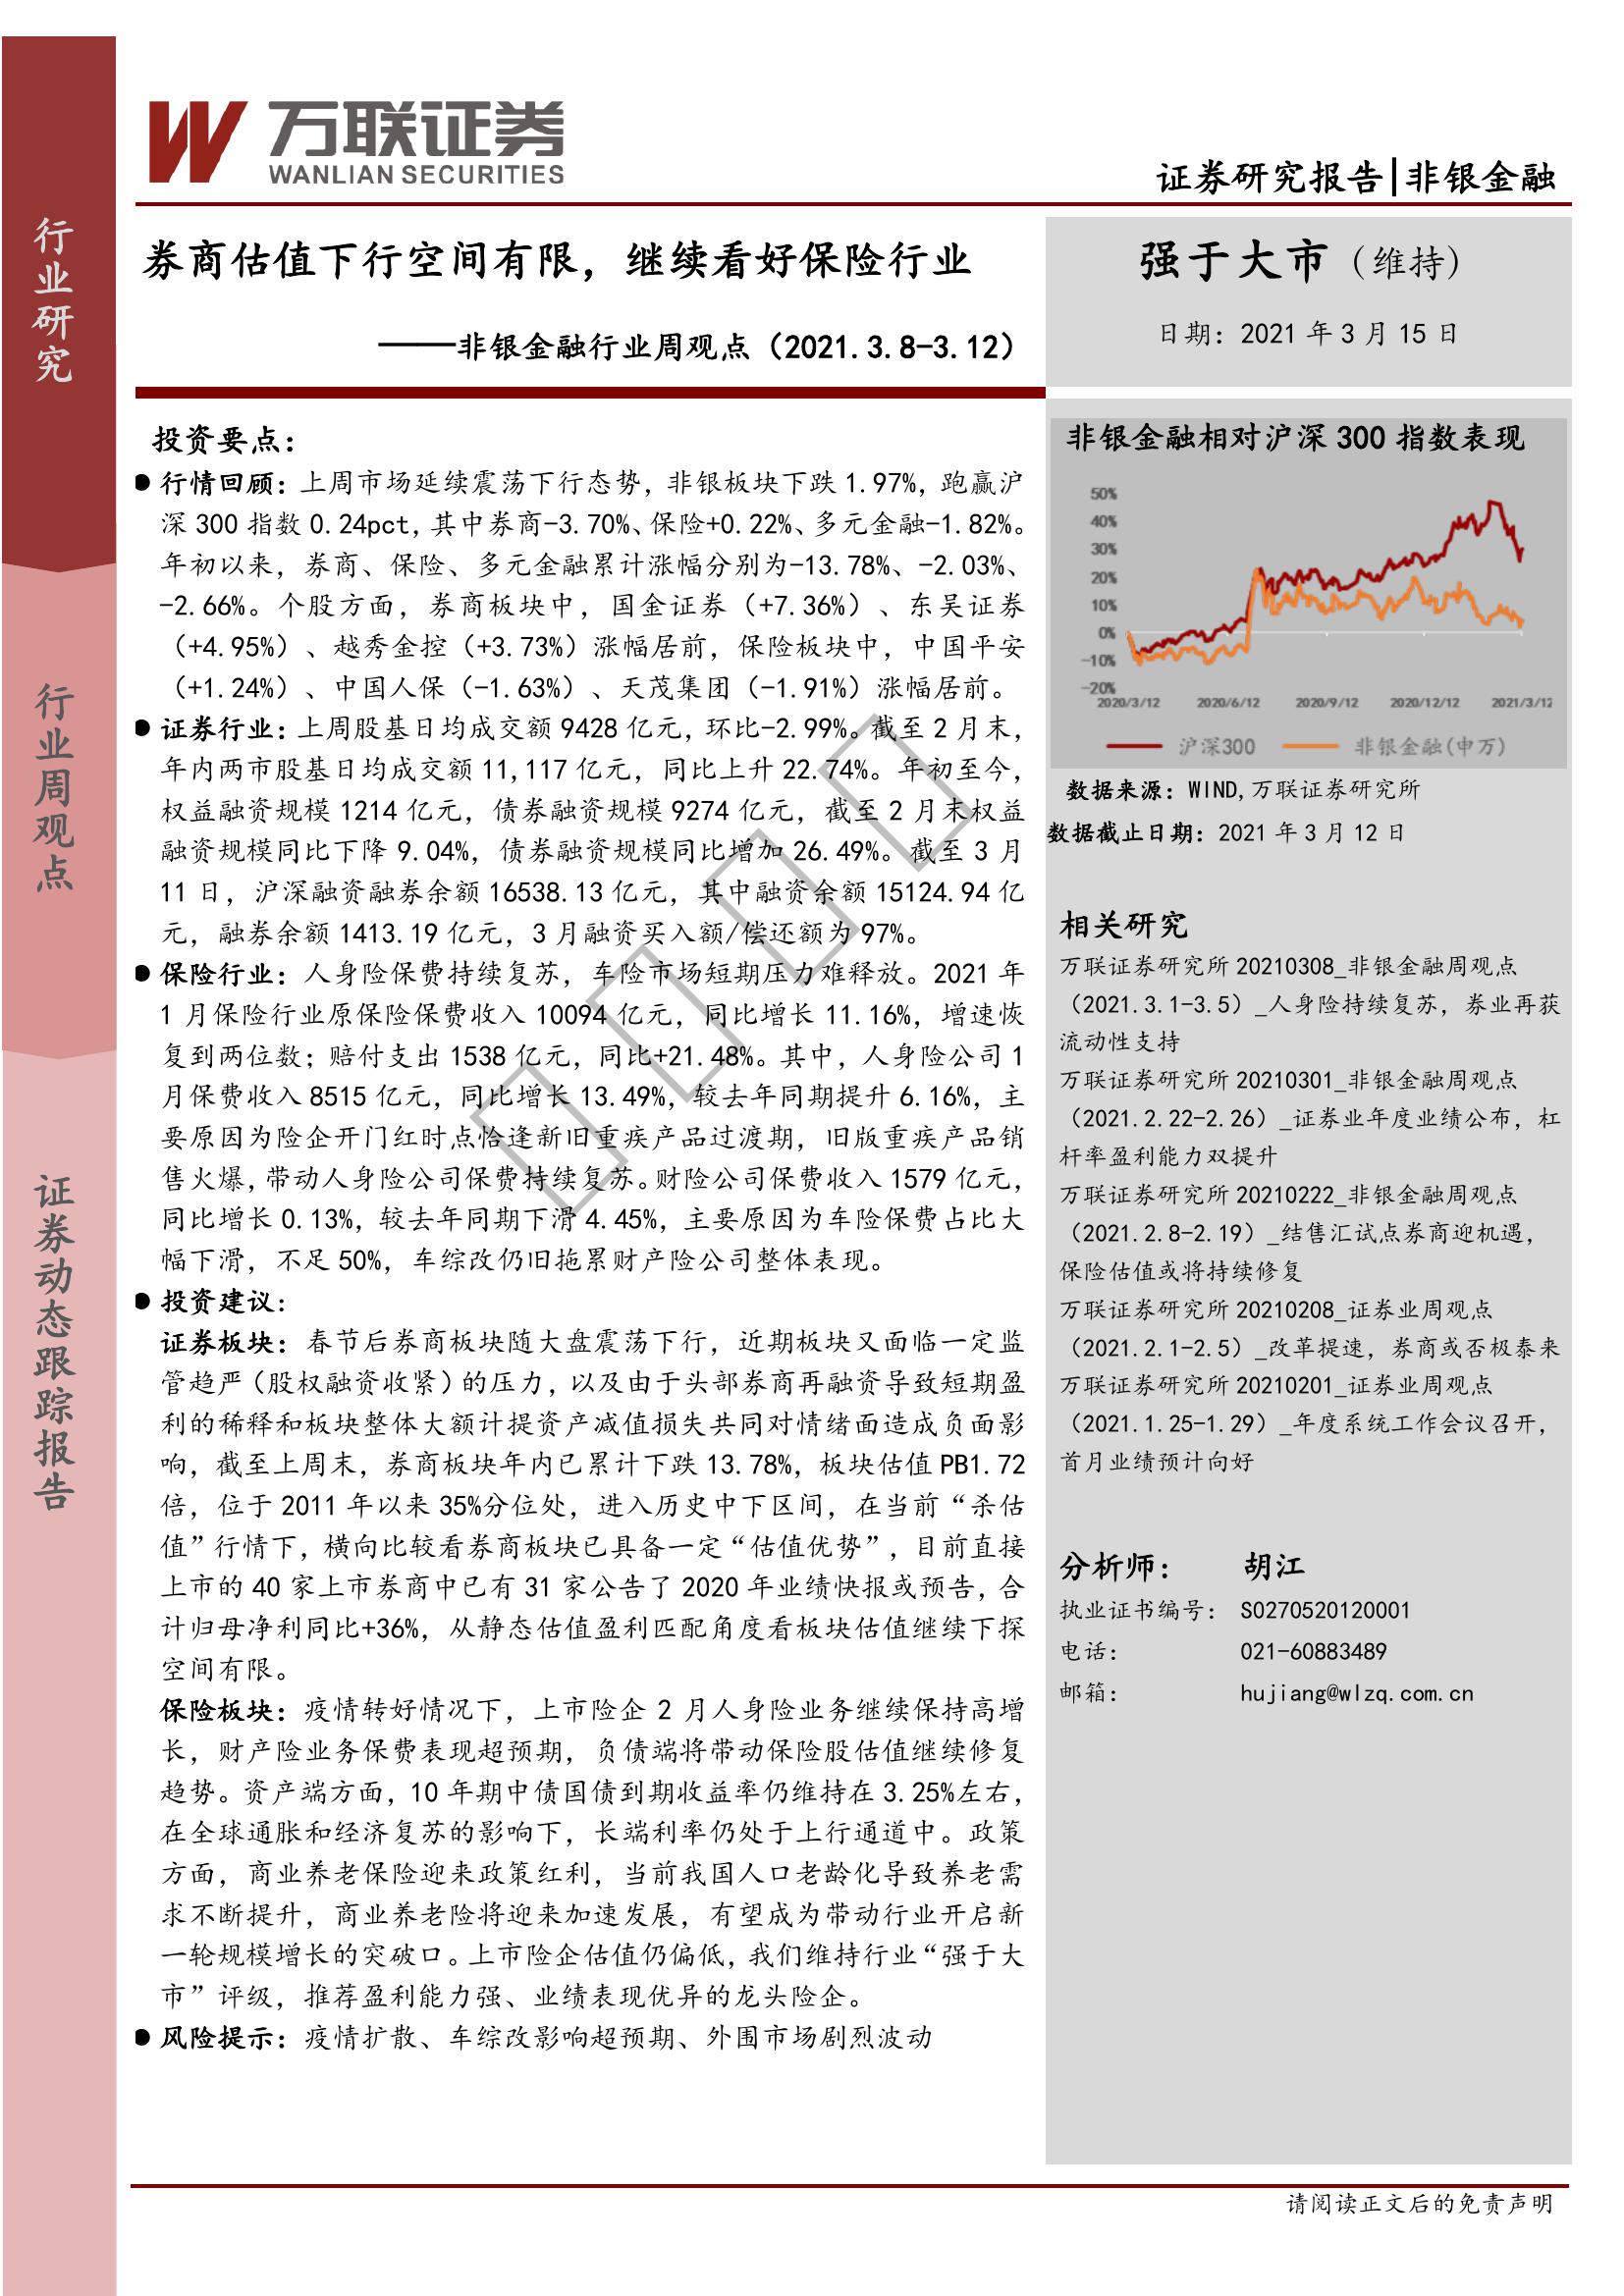 万联证券
WANLIAN SECURITIES
证券研究报告|非银金融
行业研究
行业周观点
证券动态跟踪报告
券商估值下行空间有限，继续看好保险行业
——非银金融行业周观点（2021.3.8-3.12）
强于大市（维持）
日期：2021 年 3 月 15 日
投资要点：
●行情回顾：上周市场延续震荡下行态势，非银板块下跌 1.97%，跑赢沪
深 300 指数 0.24pct，其中券商-3.70%、保险+0.22%、多元金融-1.82%。
年初以来，券商、保险、多元金融累计涨幅分别为-13.78%、-2.03%、
-2.66%。个股方面，券商板块中，国金证券（+7.36%）、东吴证券
（+4.95%）、越秀金控（+3.73%）涨幅居前，保险板块中，中国平安
（+1.24%）、中国人保（-1.63%）、天茂集团（-1.91%）涨幅居前。
●证券行业：上周股基日均成交额 9428 亿元，环比-2.99%。截至 2 月末，
年内两市股基日均成交额 11,117 亿元，同比上升 22.74%。年初至今，
权益融资规模 1214 亿元，债券融资规模 9274 亿元，截至 2 月末权益
融资规模同比下降 9.04%，债券融资规模同比增加 26.49%。截至 3 月
11 日，沪深融资融券余额 16538.13 亿元，其中融资余额 15124.94 亿
元，融券余额 1413.19 亿元，3 月融资买入额/偿还额为 97%。
●保险行业：人身险保费持续复苏，车险市场短期压力难释放。2021 年
1 月保险行业原保险保费收入 10094 亿元，同比增长 11.16%，增速恢
复到两位数；赔付支出 1538 亿元，同比+21.48%。其中，人身险公司 1
月保费收入 8515 亿元，同比增长 13.49%，较去年同期提升 6.16%，主
要原因为险企开门红时点恰逢新旧重疾产品过渡期，旧版重疾产品销
售火爆，带动人身险公司保费持续复苏。财险公司保费收入 1579 亿元，
同比增长 0.13%，较去年同期下滑 4.45%，主要原因为车险保费占比大
幅下滑，不足 50%，车综改仍旧拖累财产险公司整体表现。
●投资建议：
证券板块：春节后券商板块随大盘震荡下行，近期板块又面临一定监
管趋严（股权融资收紧）的压力，以及由于头部券商再融资导致短期盈
利的稀释和板块整体大额计提资产减值损失共同对情绪面造成负面影
响，截至上周末，券商板块年内已累计下跌 13.78%，板块估值 PB1.72
倍，位于 2011 年以来 35%分位处，进入历史中下区间，在当前“杀估
值”行情下，横向比较看券商板块已具备一定“估值优势”，目前直接
上市的 40 家上市券商中已有 31 家公告了 2020 年业绩快报或预告，合
计归母净利同比+36%，从静态估值盈利匹配角度看板块估值继续下探
空间有限。
保险板块：疫情转好情况下，上市险企 2 月人身险业务继续保持高增
长，财产险业务保费表现超预期，负债端将带动保险股估值继续修复
趋势。资产端方面，10 年期中债国债到期收益率仍维持在 3.25%左右，
在全球通胀和经济复苏的影响下，长端利率仍处于上行通道中。政策
方面，商业养老保险迎来政策红利，当前我国人口老龄化导致养老需
求不断提升，商业养老险将迎来加速发展，有望成为带动行业开启新
一轮规模增长的突破口。上市险企估值仍偏低，我们维持行业“强于大
市”评级，推荐盈利能力强、业绩表现优异的龙头险企。
●风险提示：疫情扩散、车综改影响超预期、外围市场剧烈波动
非银金融相对沪深 300 指数表现
50%
40%
30%
20%
10%
0%
-10%
-20%
2020/3/12 2020/6/12 2020/9/12 2020/12/12 2021/3/12
沪深300 非银金融(申万)
数据来源：WIND,万联证券研究所
数据截止日期：2021 年 3 月 12 日
相关研究
万联证券研究所 20210308_非银金融周观点
（2021.3.1-3.5）_人身险持续复苏，券业再获
流动性支持
万联证券研究所 20210301_非银金融周观点
（2021.2.22-2.26）_证券业年度业绩公布，杠
杆率盈利能力双提升
万联证券研究所 20210222_非银金融周观点
（2021.2.8-2.19）_结售汇试点券商迎机遇，
保险估值或将持续修复
万联证券研究所 20210208_证券业周观点
（2021.2.1-2.5）_改革提速，券商或否极泰来
万联证券研究所 20210201_证券业周观点
（2021.1.25-1.29）_年度系统工作会议召开，
首月业绩预计向好
分析师： 胡江
执业证书编号： S0270520120001
电话： 021-60883489
邮箱： hujiang@wlzq.com.cn
请阅读正文后的免责声明